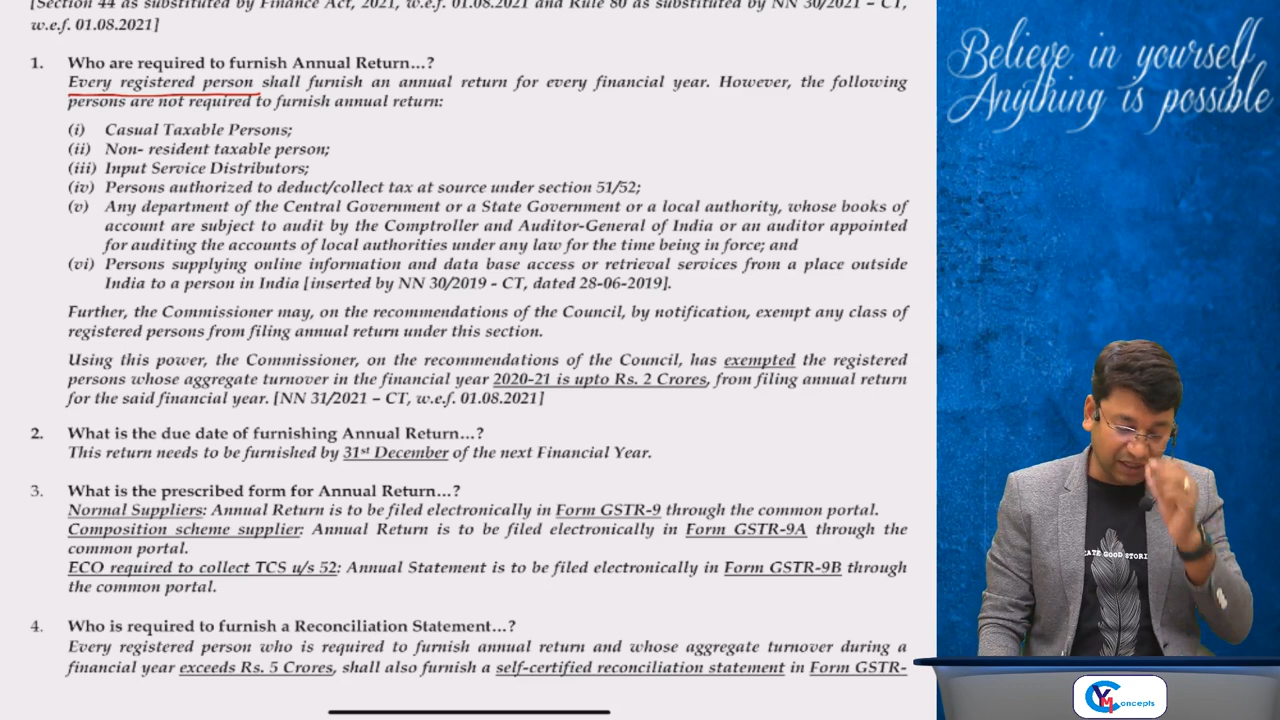 [Section 44 as substituted by Finance Act, 2021, w.e.f. 01.08.2021 and Rule 80 as substituted by NN 30/2021 – CT,
w.e.f. 01.08.2021]
1. Who are required to furnish Annual Return…?
Every registered person shall furnish an annual return for every financial year. However, the following
persons are not required to furnish annual return:
(i) Casual Taxable Persons;
(ii) Non- resident taxable person;
(iii) Input Service Distributors;
(iv) Persons authorized to deduct/collect tax at source under section 51/52;
(v) Any department of the Central Government or a State Government or a local authority, whose books of
account are subject to audit by the Comptroller and Auditor-General of India or an auditor appointed
for auditing the accounts of local authorities under any law for the time being in force; and
(vi) Persons supplying online information and data base access or retrieval services from a place outside
India to a person in India [inserted by NN 30/2019 - CT, dated 28-06-2019].
Further, the Commissioner may, on the recommendations of the Council, by notification, exempt any class of
registered persons from filing annual return under this section.
Using this power, the Commissioner, on the recommendations of the Council, has exempted the registered
persons whose aggregate turnover in the financial year 2020-21 is upto Rs. 2 Crores, from filing annual return
for the said financial year. [NN 31/2021 – CT, w.e.f. 01.08.2021]
2. What is the due date of furnishing Annual Return…?
This return needs to be furnished by 31st December of the next Financial Year.
3. What is the prescribed form for Annual Return…?
Normal Suppliers: Annual Return is to be filed electronically in Form GSTR-9 through the common portal.
Composition scheme supplier: Annual Return is to be filed electronically in Form GSTR-9A through the
common portal.
ECO required to collect TCS u/s 52: Annual Statement is to be filed electronically in Form GSTR-9B through
the common portal.
4. Who is required to furnish a Reconciliation Statement…?
Every registered person who is required to furnish annual return and whose aggregate turnover during a
financial year exceeds Rs. 5 Crores, shall also furnish a self-certified reconciliation statement in Form GSTR-
Believe in yourself
Anything is possible
GOOD STORI
YM Concepts